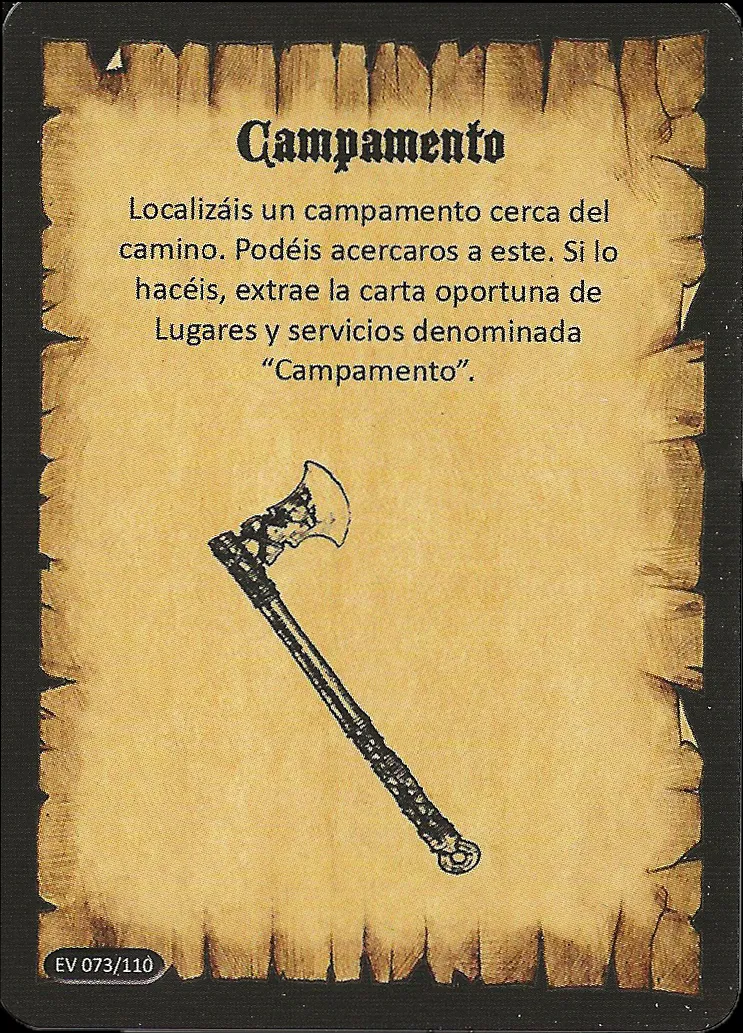 Campamento
Localizáis un campamento cerca del
camino. Podéis acercaros a este. Si lo
hacéis, extrae la carta oportuna de
Lugares y servicios denominada
“Campamento”.
EV 073/110